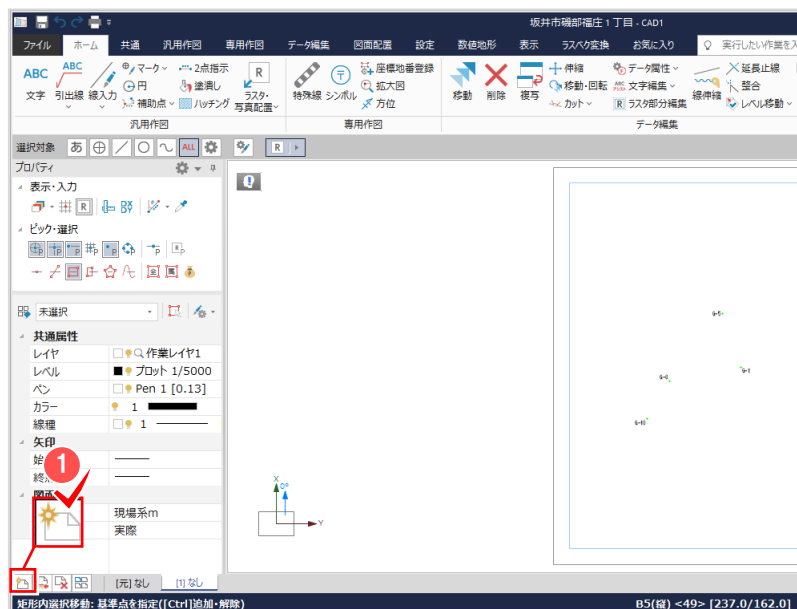 坂井市磯部福庄 1 丁目 - CAD1
ファイル ホーム 共通 汎用作図 専用作図 データ編集 図面配置 設定 数値地形 表示 ラスベク変換 お気に入り 実行したい作業を入
ABC ABC マーク 2点指示 R 座標地番登録 伸縮 データ属性 延長止線
円 塗潰し 拡大図 移動・回転 ABC 文字編集 整合
文字 引出線 線入力 補助点 ハッチング ラスタ・写真配置 特殊線 シンボル 方位 移動 削除 複写 カット R ラスタ部分編集 線伸縮 レベル移動
汎用作図 専用作図 データ編集
選択対象 あ ALL R
プロパティ
表示・入力
R
ピック・選択
P P P P P P P
未選択
共通属性
レイヤ 作業レイヤ1
レベル プロット 1/5000
ペン Pen 1 [0.13]
カラー 1
線種 1
矢印
1
現場系m
実際
[元] なし [1] なし
X
0°
Y
G-9
G-1
G-8
G-10
矩形内選択移動: 基準点を指定([Ctrl]追加・解除) B5(縦) <49> [237.0/162.0]